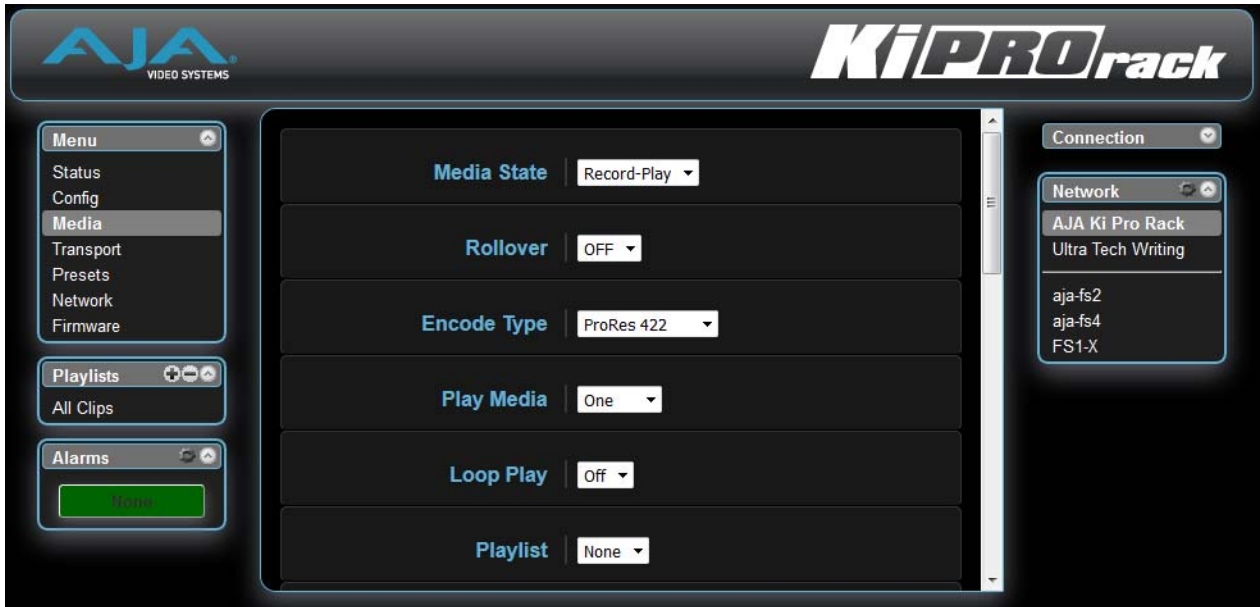 AJA
VIDEO SYSTEMS
KiPROrack
Menu
Status
Config
Media
Transport
Presets
Network
Firmware
Playlists
All Clips
Alarms
None
Media State
Record-Play
Rollover
OFF
Encode Type
ProRes 422
Play Media
One
Loop Play
Off
Playlist
None
Connection
Network
AJA Ki Pro Rack
Ultra Tech Writing
aja-fs2
aja-fs4
FS1-X